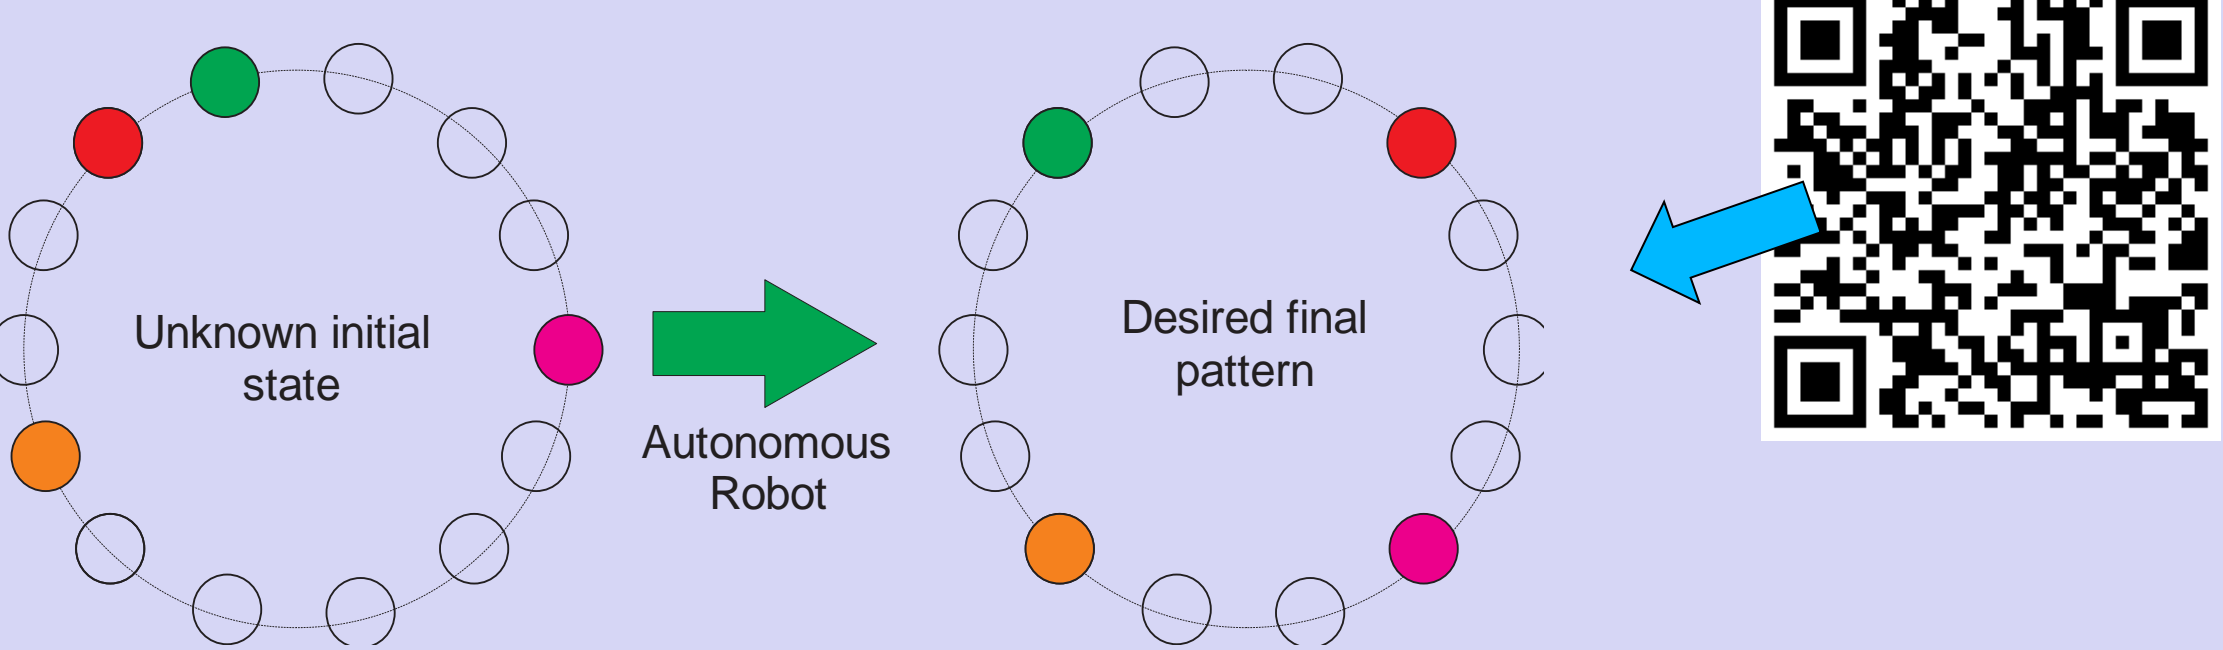 Unknown initial
state
Autonomous
Robot
Desired final
pattern